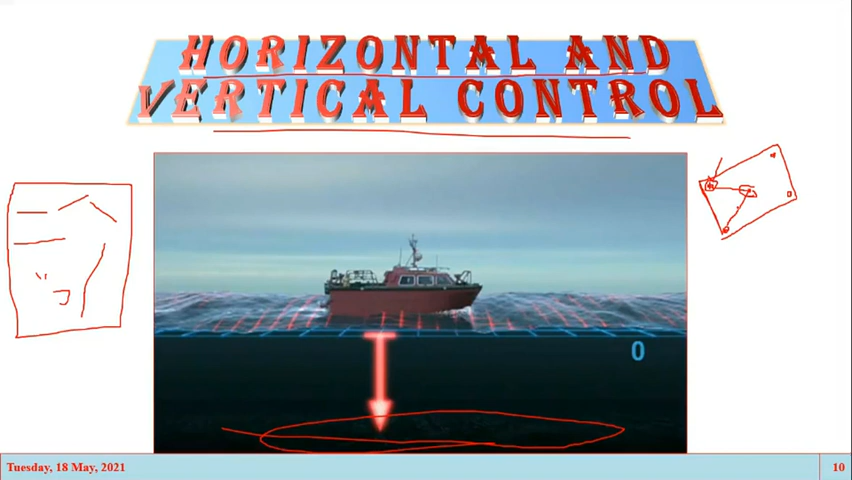 HORIZONTAL AND
VERTICAL CONTROL
0
Tuesday, 18 May, 2021
10